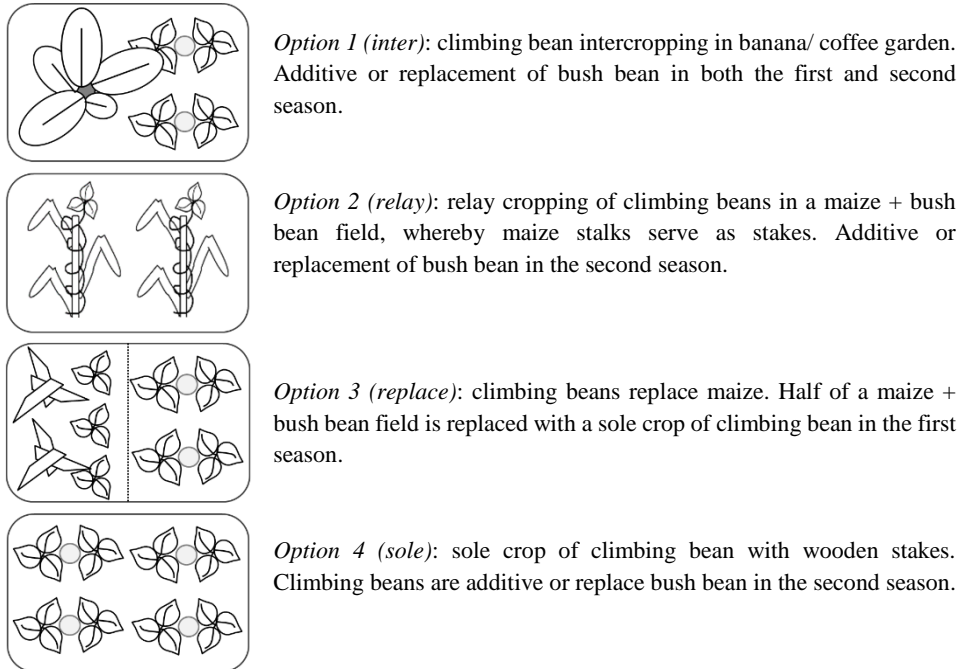 Option 1 (inter): climbing bean intercropping in banana/ coffee garden.
Additive or replacement of bush bean in both the first and second
season.
Option 2 (relay): relay cropping of climbing beans in a maize + bush
bean field, whereby maize stalks serve as stakes. Additive or
replacement of bush bean in the second season.
Option 3 (replace): climbing beans replace maize. Half of a maize +
bush bean field is replaced with a sole crop of climbing bean in the first
season.
Option 4 (sole): sole crop of climbing bean with wooden stakes.
Climbing beans are additive or replace bush bean in the second season.